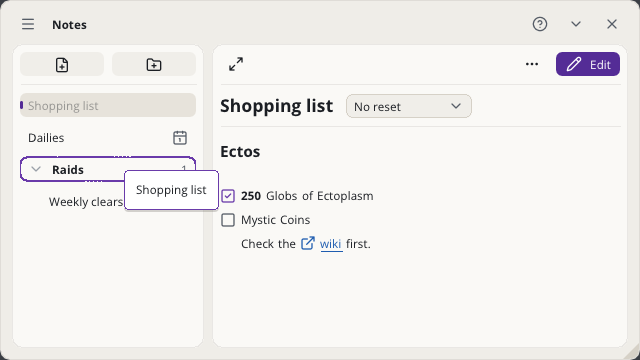 Notes
Edit
Shopping list
Shopping list
No reset
Dailies
Ectos
Raids
1
Shopping list
250 Globs of Ectoplasm
Weekly clears
Mystic Coins
Check the wiki first.